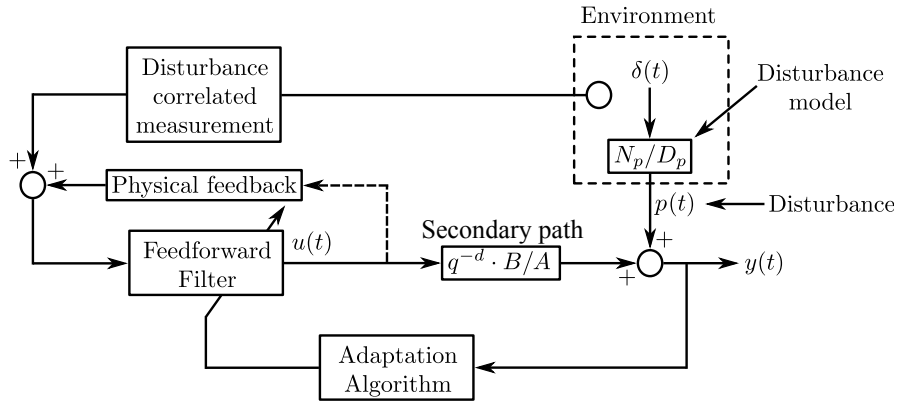 Environment
Disturbance
correlated
measurement
δ(t)
Disturbance
model
N_p/D_p
+
+
Physical feedback
p(t)
Disturbance
Feedforward
Filter
u(t)
Secondary path
q^{-d} · B/A
+
+
y(t)
Adaptation
Algorithm